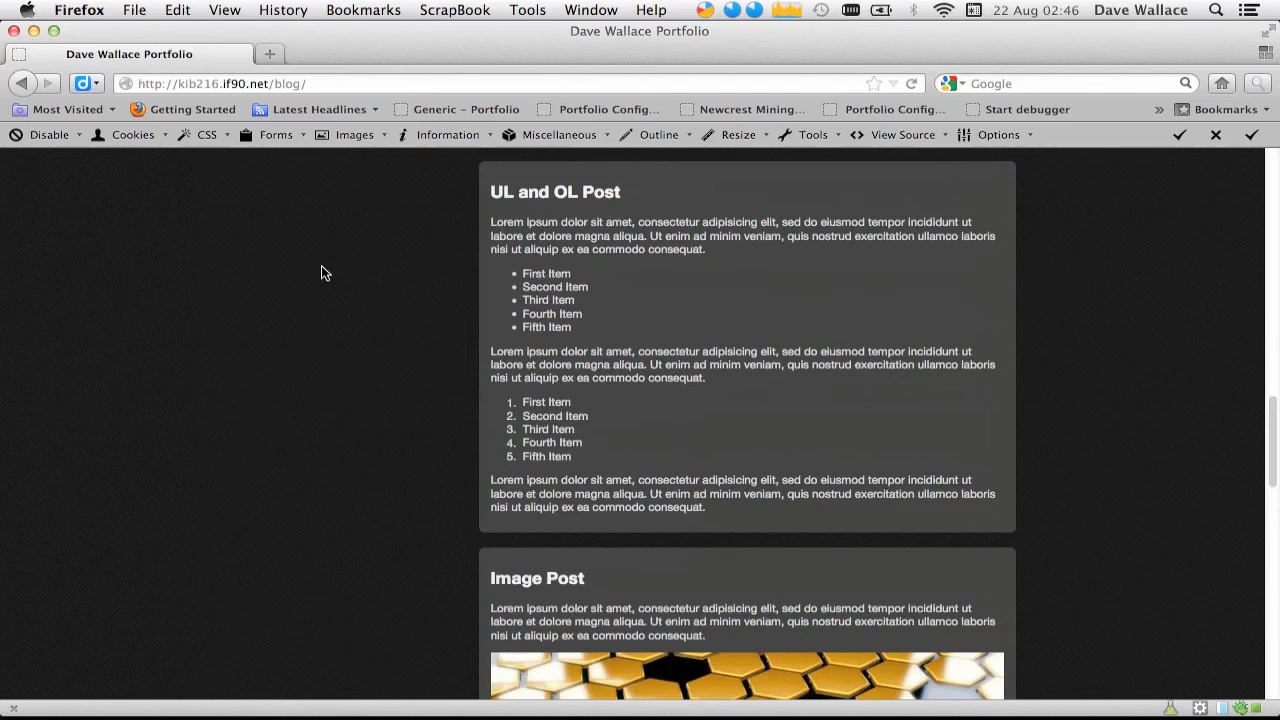 Firefox File Edit View History Bookmarks ScrapBook Tools Window Help 22 Aug 02:46 Dave Wallace
Dave Wallace Portfolio
Dave Wallace Portfolio
http://kib216.if90.net/blog/ Google
Most Visited Getting Started Latest Headlines Generic - Portfolio Portfolio Config... Newcrest Mining... Portfolio Config... Start debugger » Bookmarks
Disable Cookies CSS Forms Images Information Miscellaneous Outline Resize Tools View Source Options
UL and OL Post
Lorem ipsum dolor sit amet, consectetur adipisicing elit, sed do eiusmod tempor incididunt ut
labore et dolore magna aliqua. Ut enim ad minim veniam, quis nostrud exercitation ullamco laboris
nisi ut aliquip ex ea commodo consequat.
• First Item
• Second Item
• Third Item
• Fourth Item
• Fifth Item
Lorem ipsum dolor sit amet, consectetur adipisicing elit, sed do eiusmod tempor incididunt ut
labore et dolore magna aliqua. Ut enim ad minim veniam, quis nostrud exercitation ullamco laboris
nisi ut aliquip ex ea commodo consequat.
1. First Item
2. Second Item
3. Third Item
4. Fourth Item
5. Fifth Item
Lorem ipsum dolor sit amet, consectetur adipisicing elit, sed do eiusmod tempor incididunt ut
labore et dolore magna aliqua. Ut enim ad minim veniam, quis nostrud exercitation ullamco laboris
nisi ut aliquip ex ea commodo consequat.
Image Post
Lorem ipsum dolor sit amet, consectetur adipisicing elit, sed do eiusmod tempor incididunt ut
labore et dolore magna aliqua. Ut enim ad minim veniam, quis nostrud exercitation ullamco laboris
nisi ut aliquip ex ea commodo consequat.